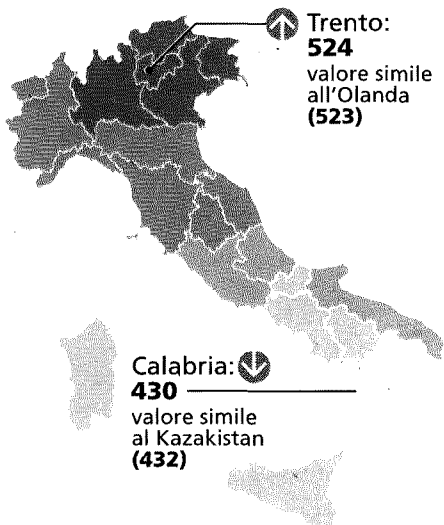 Trento:
524
valore simile
all'Olanda
(523)
Calabria:
430
valore simile
al Kazakistan
(432)